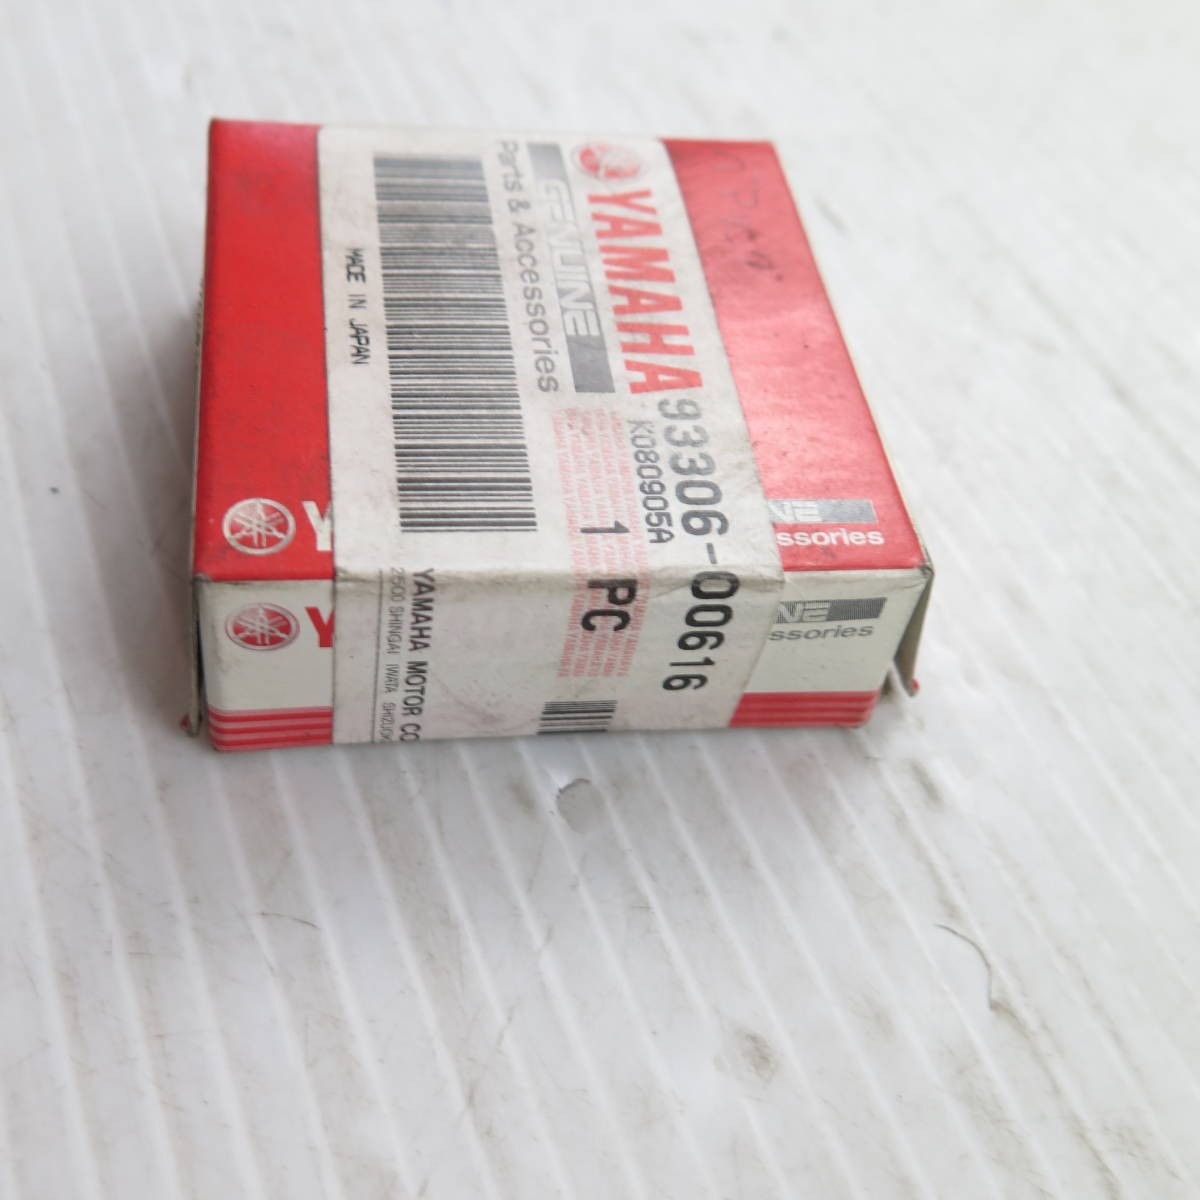 YAMAHA
GENUINE
Parts & Accessories
93306-00616
K080905A
1 PC
MADE IN JAPAN
YAMAHA MOTOR CO
2500 SHINGAI IWATA SHIZUOK
Y
ssories
Y
ssories